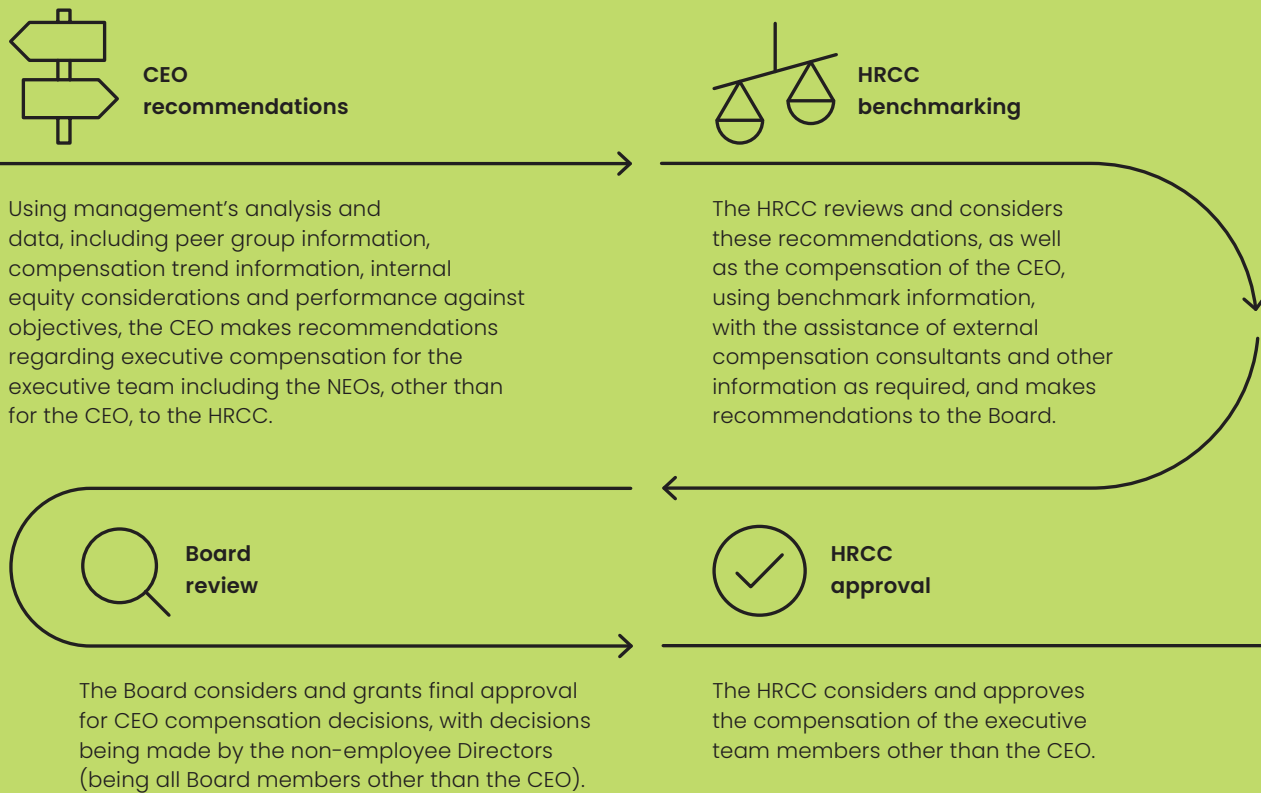 CEO
recommendations
Using management’s analysis and
data, including peer group information,
compensation trend information, internal
equity considerations and performance against
objectives, the CEO makes recommendations
regarding executive compensation for the
executive team including the NEOs, other than
for the CEO, to the HRCC.
HRCC
benchmarking
The HRCC reviews and considers
these recommendations, as well
as the compensation of the CEO,
using benchmark information,
with the assistance of external
compensation consultants and other
information as required, and makes
recommendations to the Board.
Board
review
The Board considers and grants final approval
for CEO compensation decisions, with decisions
being made by the non-employee Directors
(being all Board members other than the CEO).
HRCC
approval
The HRCC considers and approves
the compensation of the executive
team members other than the CEO.